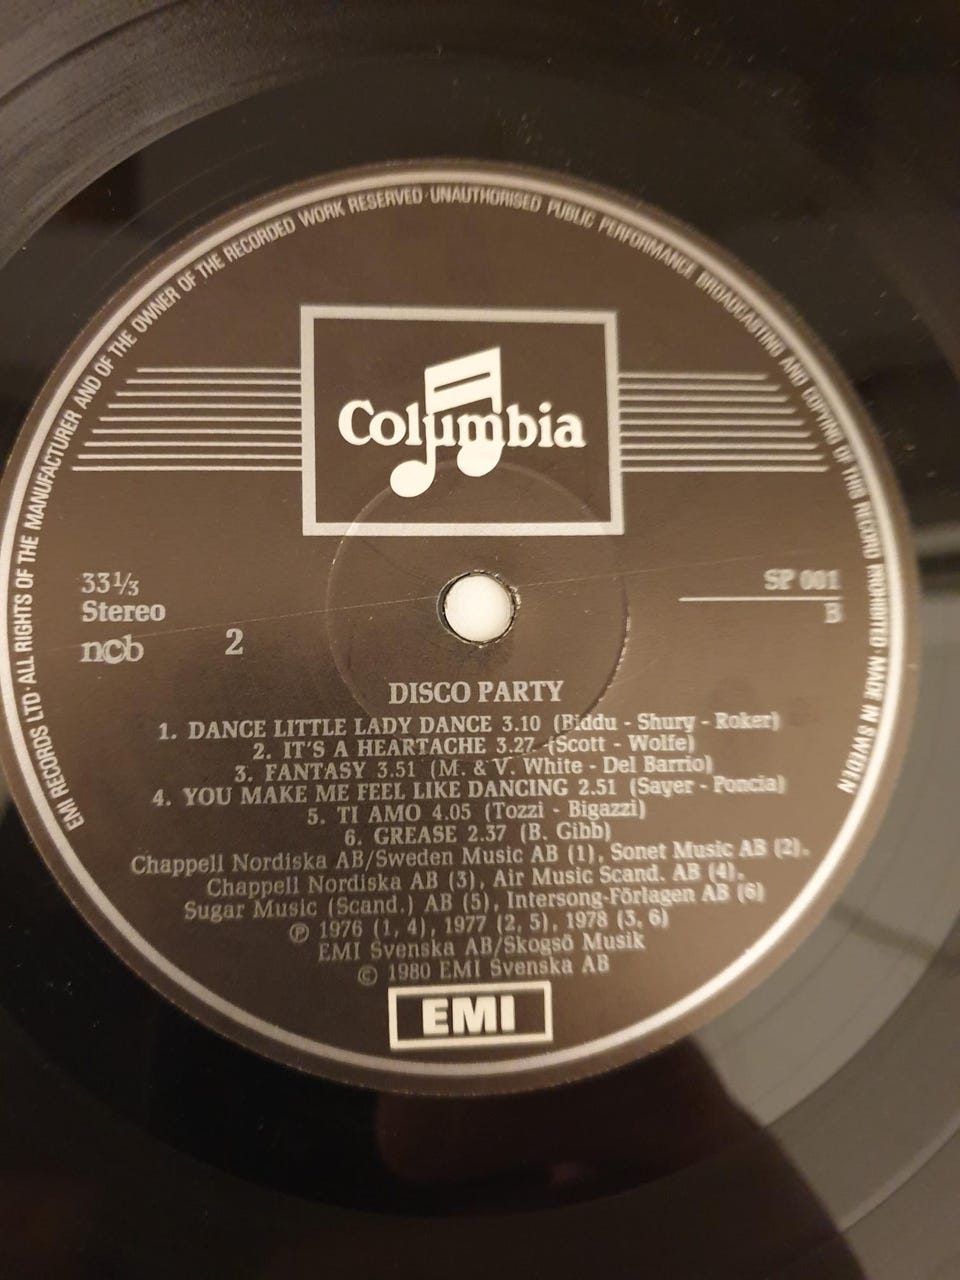 EMI RECORDS LTD · ALL RIGHTS OF THE MANUFACTURER AND OF THE OWNER OF THE RECORDED WORK RESERVED · UNAUTHORISED PUBLIC PERFORMANCE BROADCASTING AND COPYING OF THIS RECORD PROHIBITED · MADE IN SWEDEN
Columbia
33⅓
Stereo
ncb
2
SP 001
B
DISCO PARTY
1. DANCE LITTLE LADY DANCE 3.10 (Biddu - Shury - Roker)
2. IT'S A HEARTACHE 3.27 (Scott - Wolfe)
3. FANTASY 3.51 (M. & V. White - Del Barrio)
4. YOU MAKE ME FEEL LIKE DANCING 2.51 (Sayer - Poncia)
5. TI AMO 4.05 (Tozzi - Bigazzi)
6. GREASE 2.37 (B. Gibb)
Chappell Nordiska AB/Sweden Music AB (1), Sonet Music AB (2),
Chappell Nordiska AB (3), Air Music Scand. AB (4),
Sugar Music (Scand.) AB (5), Intersong-Förlagen AB (6)
℗ 1976 (1, 4), 1977 (2, 5), 1978 (3, 6)
EMI Svenska AB/Skogsö Musik
© 1980 EMI Svenska AB
EMI